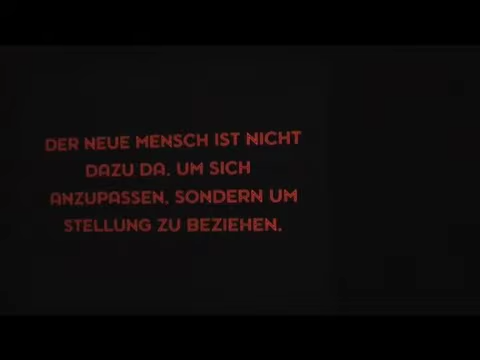 DER NEUE MENSCH IST NICHT
DAZU DA, UM SICH
ANZUPASSEN, SONDERN UM
STELLUNG ZU BEZIEHEN.